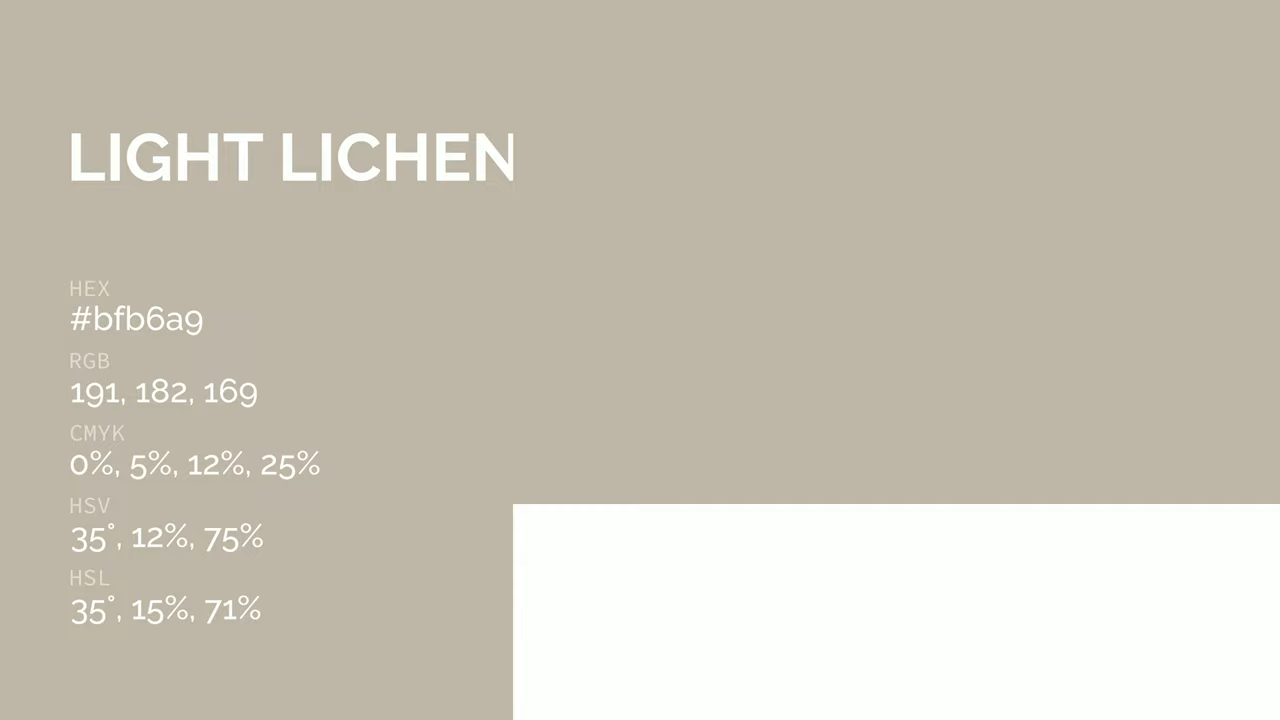 LIGHT LICHEN
HEX
#bfb6a9
RGB
191, 182, 169
CMYK
0%, 5%, 12%, 25%
HSV
35°, 12%, 75%
HSL
35°, 15%, 71%